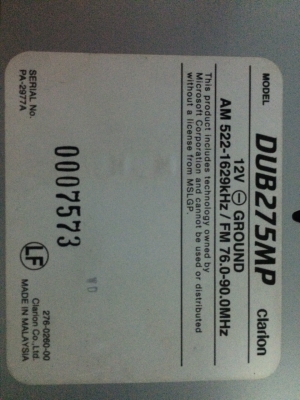 MODEL DUB275MP clarion
12V ⊖ GROUND
AM 522-1629kHz / FM 76.0-90.0MHz
This product includes technology owned by
Microsoft Corporation and cannot be used or distributed
without a license from MSLGP.
0007573
SERIAL No.
PA-2977A
LF
276-0260-00
Clarion Co., Ltd.
MADE IN MALAYSIA